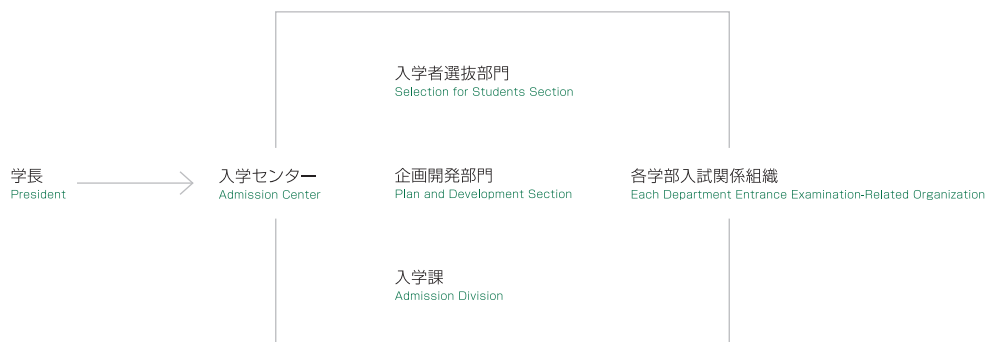 入学者選抜部門
Selection for Students Section
学長
President
入学センター
Admission Center
企画開発部門
Plan and Development Section
各学部入試関係組織
Each Department Entrance Examination-Related Organization
入学課
Admission Division